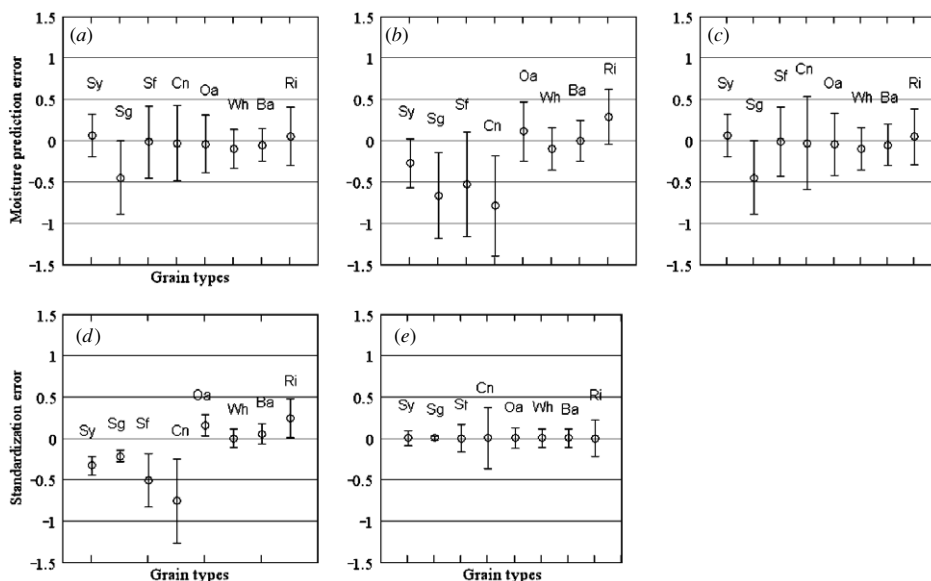 (a)
1.5
1
0.5
0
−0.5
−1
−1.5
Moisture prediction error
Sy
Sg
Sf
Cn
Oa
Wh
Ba
Ri
Grain types
(b)
1.5
1
0.5
0
−0.5
−1
−1.5
Sy
Sg
Sf
Cn
Oa
Wh
Ba
Ri
(c)
1.5
1
0.5
0
−0.5
−1
−1.5
Sy
Sg
Sf
Cn
Oa
Wh
Ba
Ri
(d)
1.5
1
0.5
0
−0.5
−1
−1.5
Standardization error
Sy
Sg
Sf
Cn
Oa
Wh
Ba
Ri
Grain types
(e)
1.5
1
0.5
0
−0.5
−1
−1.5
Sy
Sg
Sf
Cn
Oa
Wh
Ba
Ri
Grain types